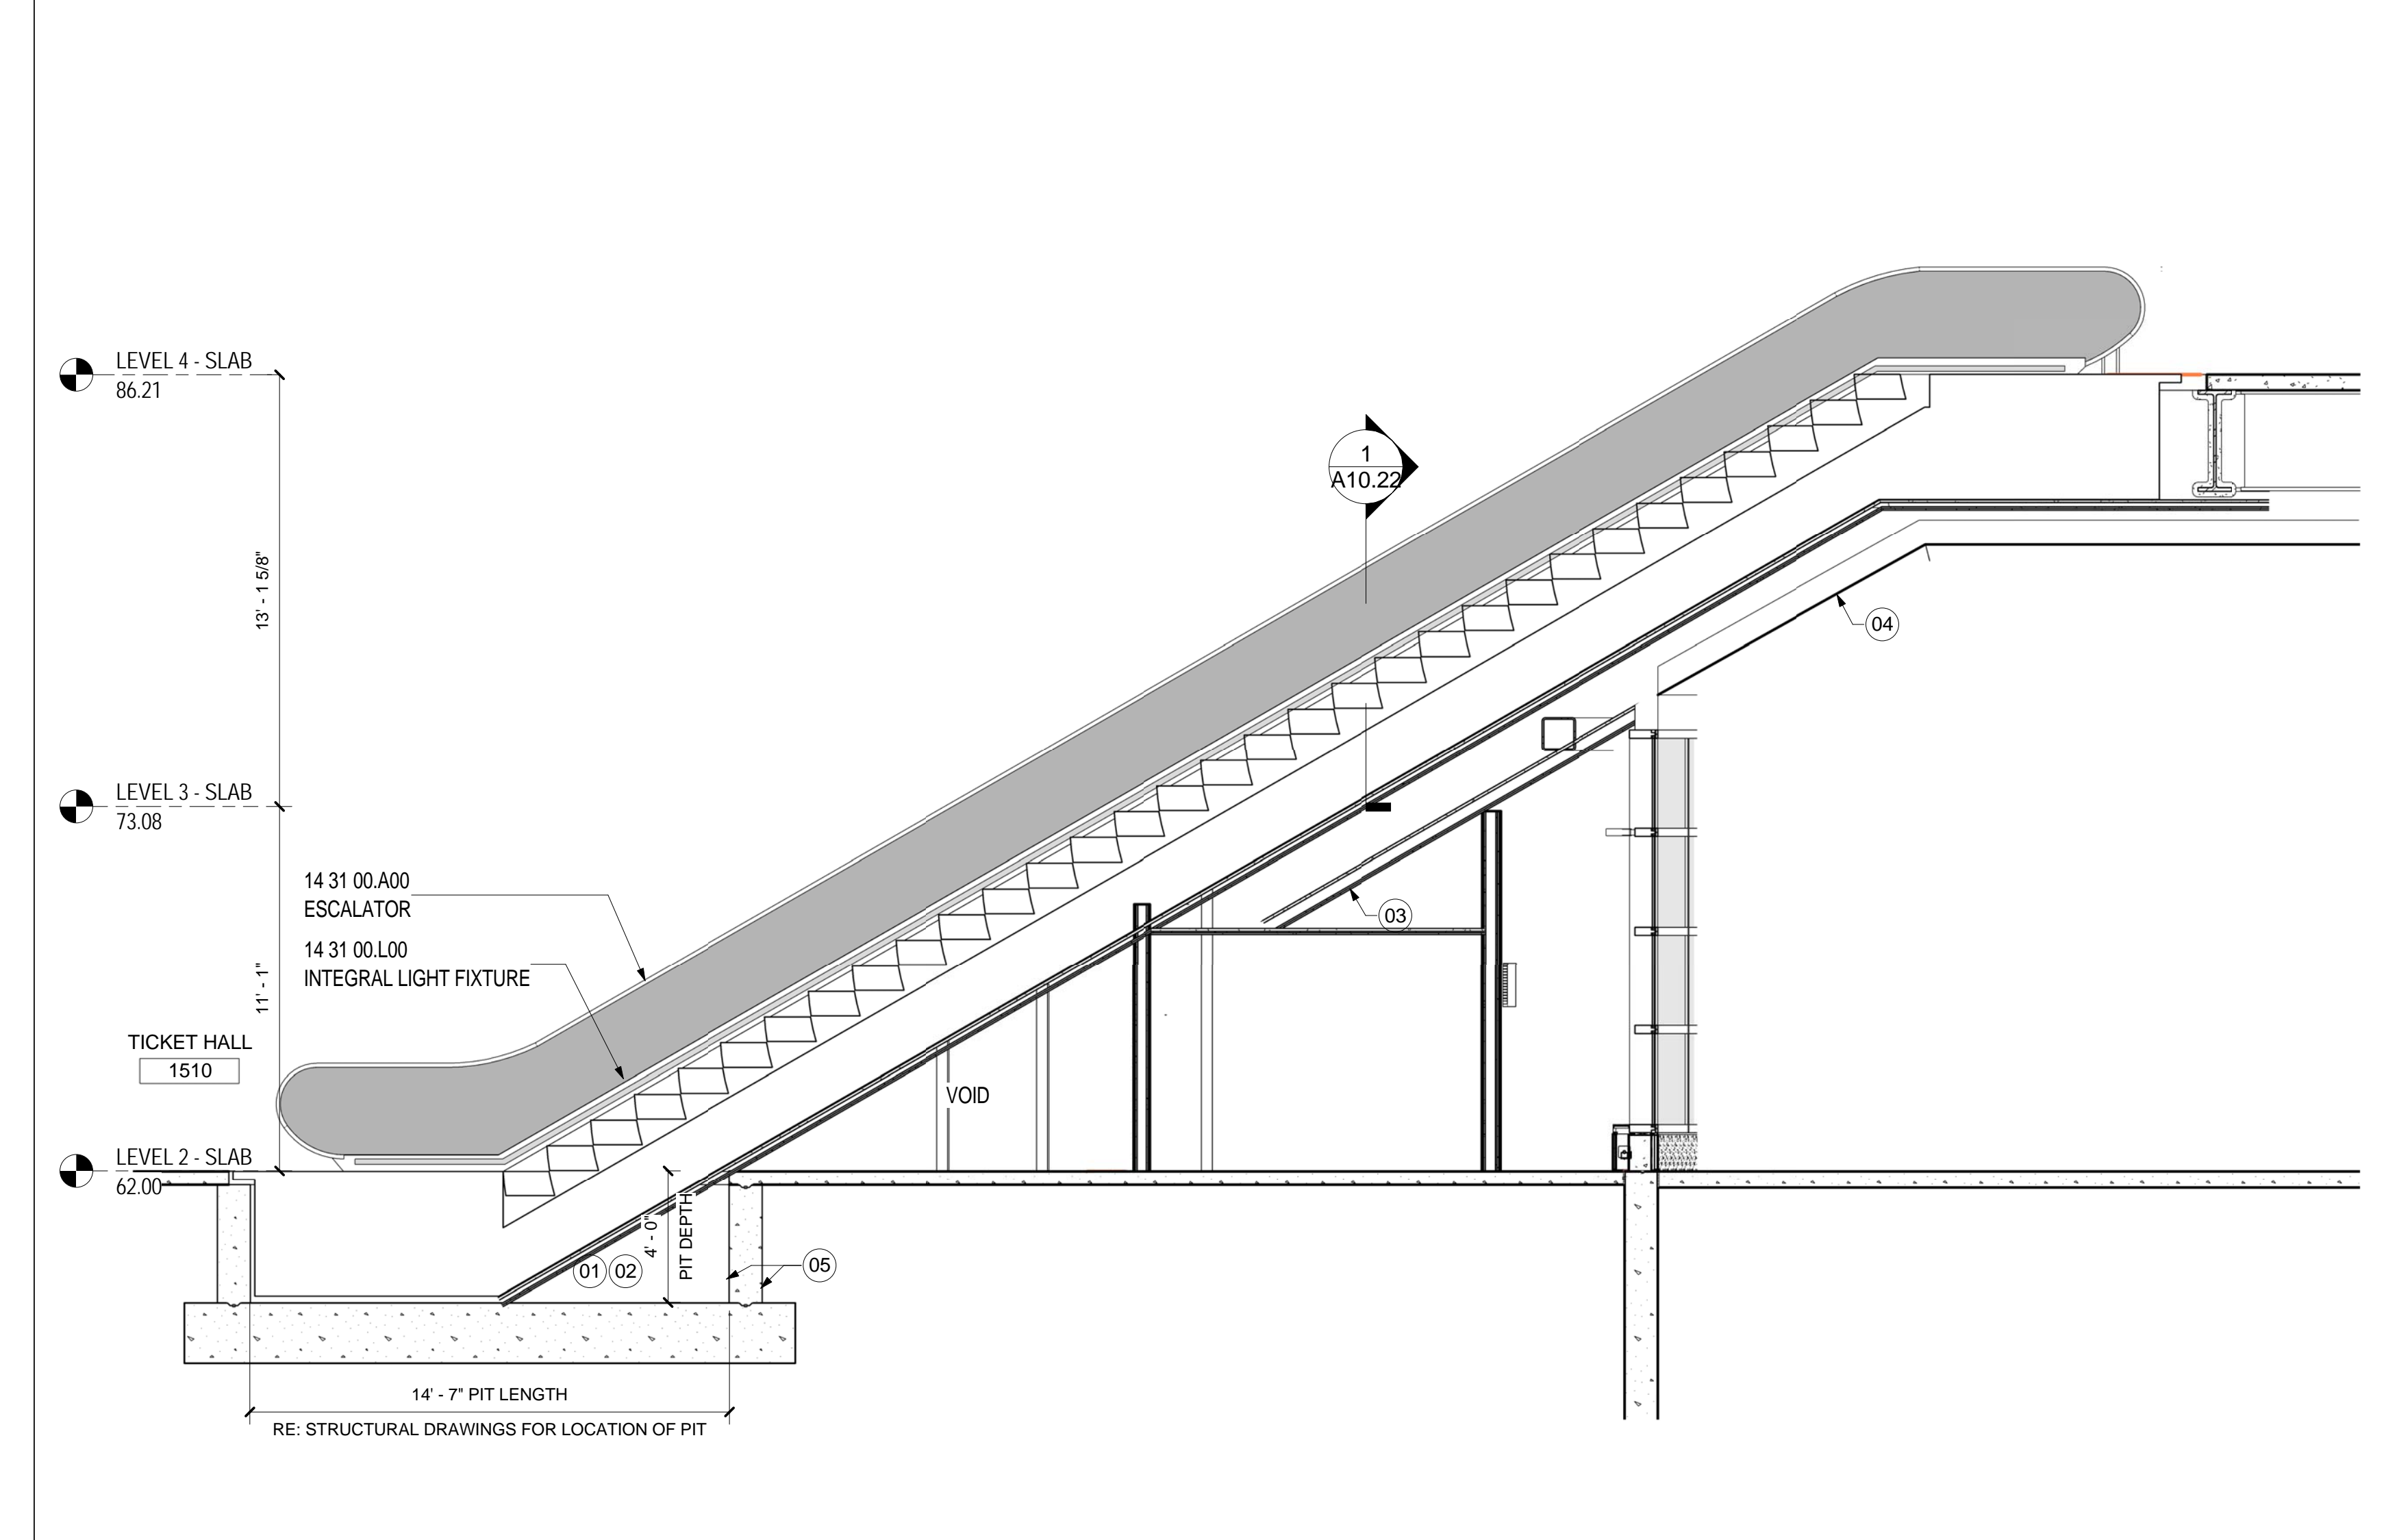 LEVEL 4 - SLAB
86.21
1
A10.22
13' - 1 5/8"
04
LEVEL 3 - SLAB
73.08
14 31 00.A00
ESCALATOR
03
14 31 00.L00
INTEGRAL LIGHT FIXTURE
11' - 1"
TICKET HALL
1510
VOID
LEVEL 2 - SLAB
62.00
4' - 0"
PIT DEPTH
01 02
05
14' - 7" PIT LENGTH
RE: STRUCTURAL DRAWINGS FOR LOCATION OF PIT